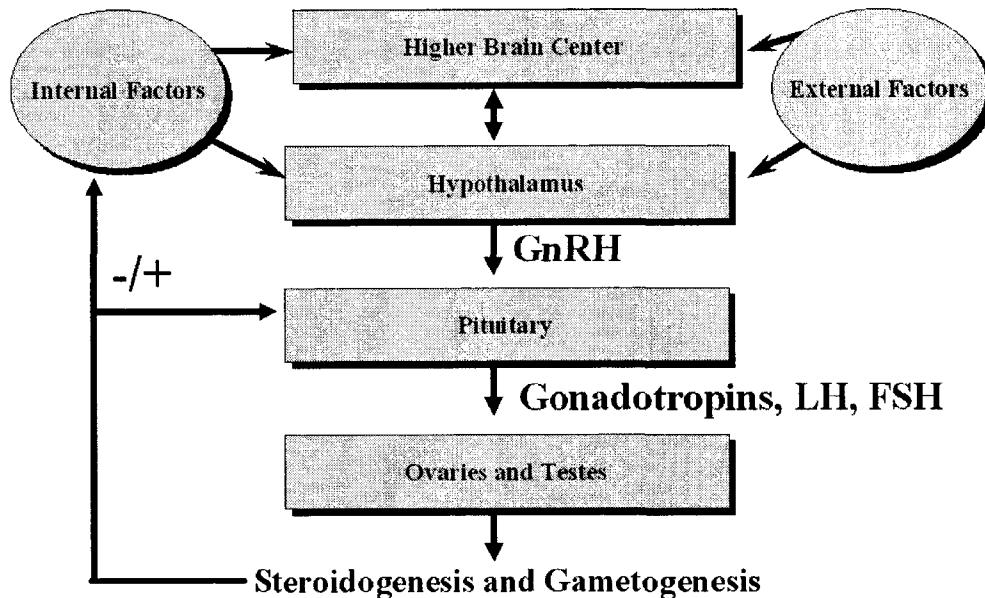 Higher Brain Center
Internal Factors
External Factors
Hypothalamus
GnRH
-/+
Pituitary
Gonadotropins, LH, FSH
Ovaries and Testes
Steroidogenesis and Gametogenesis